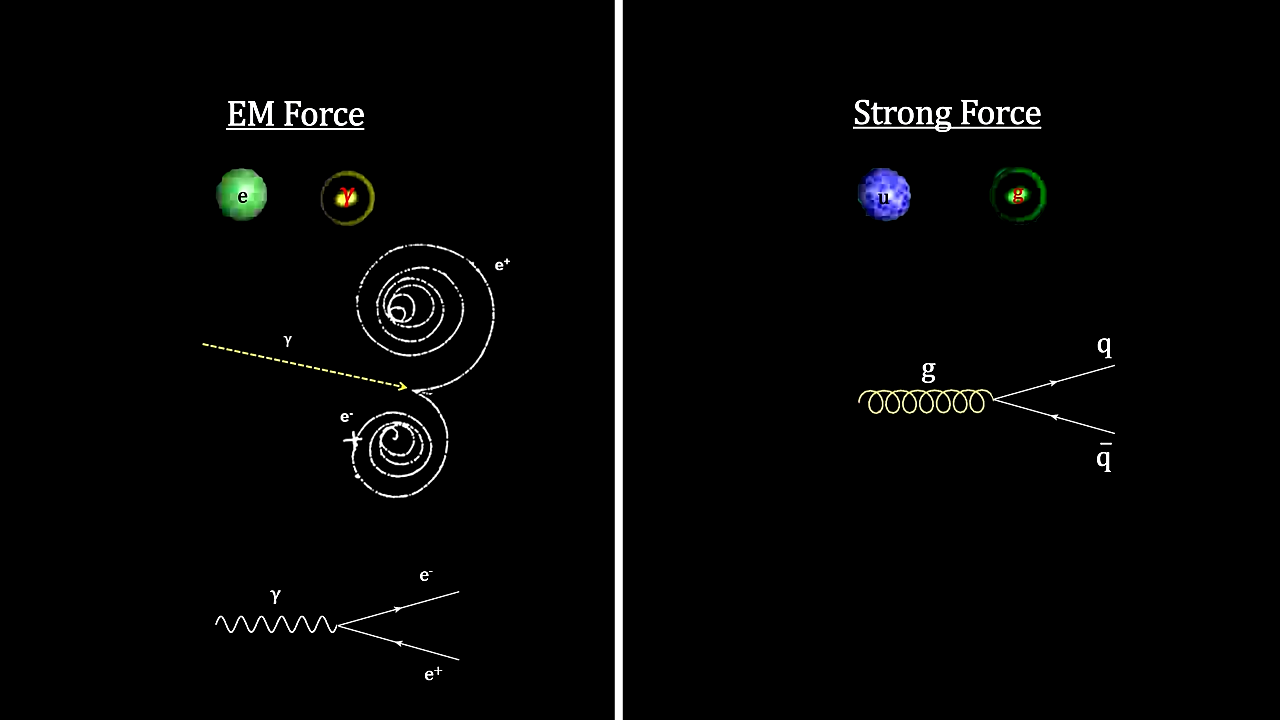 EM Force
e γ
e⁺
γ
e⁻
γ
e⁻
e⁺
Strong Force
u g
g
q
q̅